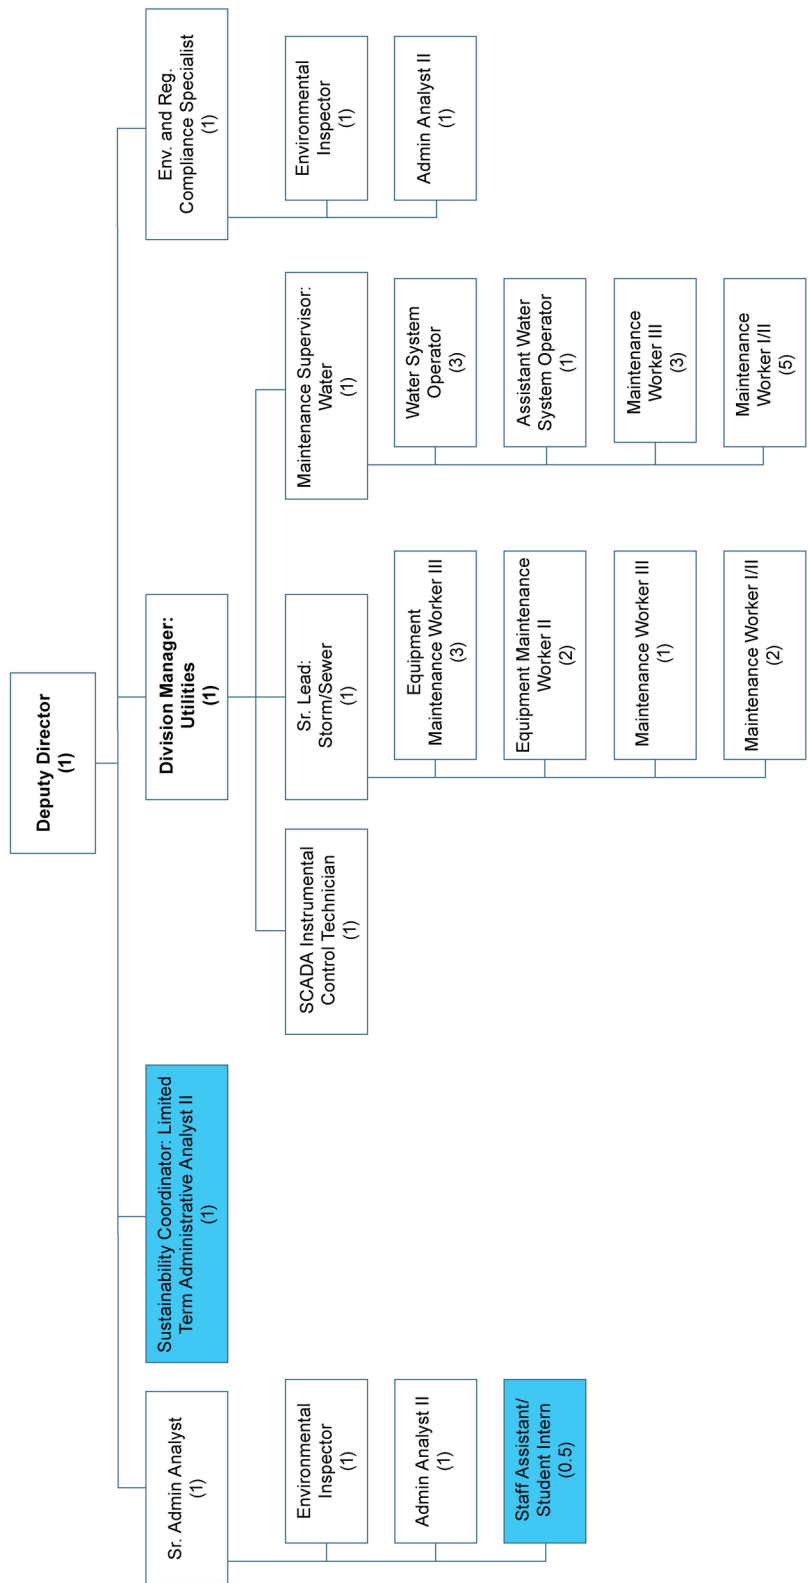 Deputy Director
(1)
Sr. Admin Analyst
(1)
Environmental
Inspector
(1)
Admin Analyst II
(1)
Staff Assistant/
Student Intern
(0.5)
Sustainability Coordinator: Limited
Term Administrative Analyst II
(1)
Division Manager:
Utilities
(1)
SCADA Instrumental
Control Technician
(1)
Sr. Lead:
Storm/Sewer
(1)
Equipment
Maintenance Worker III
(3)
Equipment Maintenance
Worker II
(2)
Maintenance Worker III
(1)
Maintenance Worker I/II
(2)
Maintenance Supervisor:
Water
(1)
Water System
Operator
(3)
Assistant Water
System Operator
(1)
Maintenance
Worker III
(3)
Maintenance
Worker I/II
(5)
Env. and Reg.
Compliance Specialist
(1)
Environmental
Inspector
(1)
Admin Analyst II
(1)